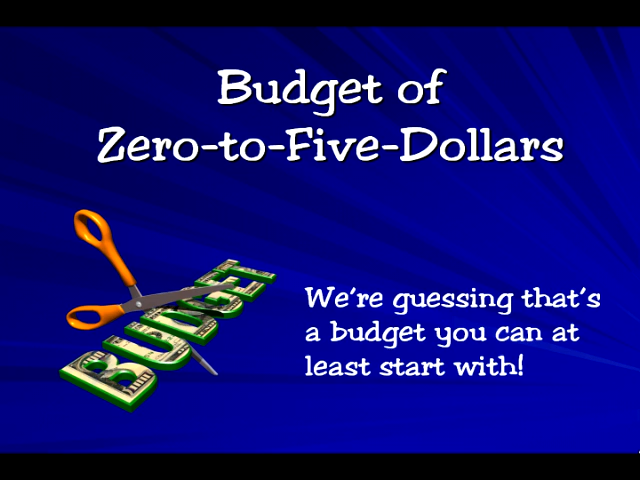 Budget of
Zero-to-Five-Dollars
BUDGET
We're guessing that's
a budget you can at
least start with!